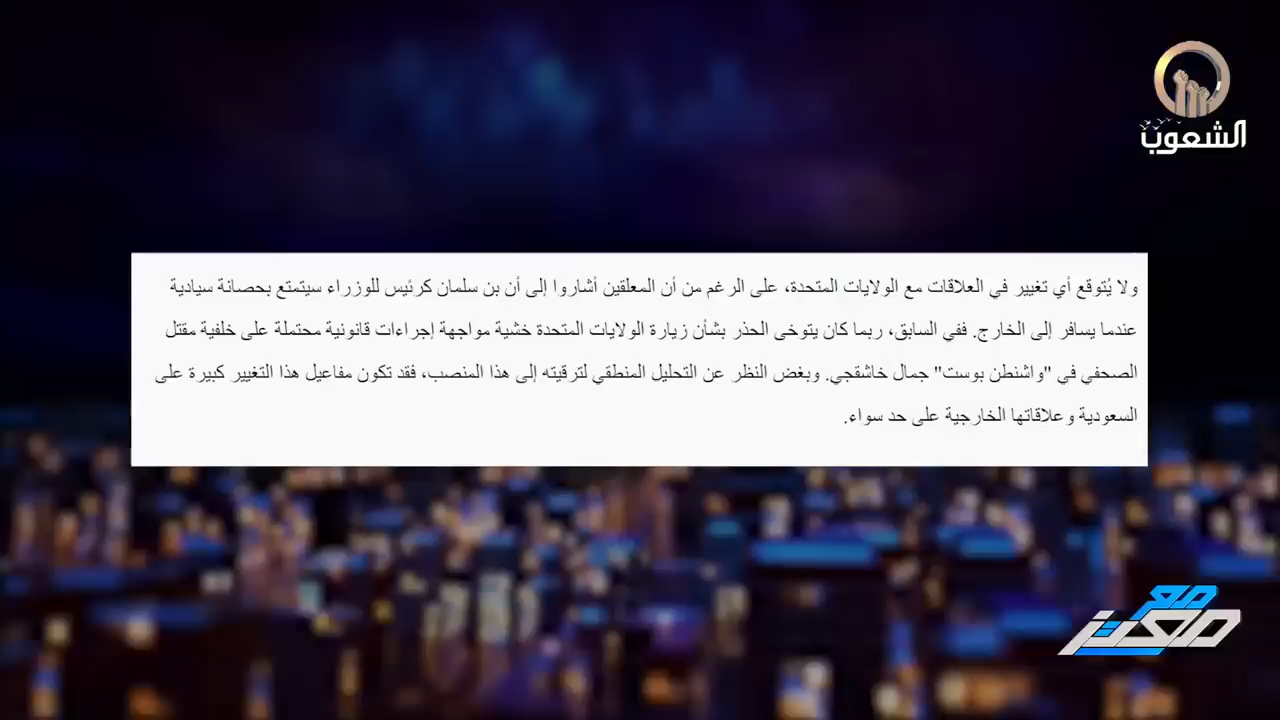 الشعوب
ولا يُتوقع أي تغيير في العلاقات مع الولايات المتحدة، على الرغم من أن المعلقين أشاروا إلى أن بن سلمان كرئيس للوزراء سيتمتع بحصانة سيادية
عندما يسافر إلى الخارج. ففي السابق، ربما كان يتوخى الحذر بشأن زيارة الولايات المتحدة خشية مواجهة إجراءات قانونية محتملة على خلفية مقتل
الصحفي في "واشنطن بوست" جمال خاشقجي. وبغض النظر عن التحليل المنطقي لترقيته إلى هذا المنصب، فقد تكون مفاعيل هذا التغيير كبيرة على
السعودية وعلاقاتها الخارجية على حد سواء.
مع